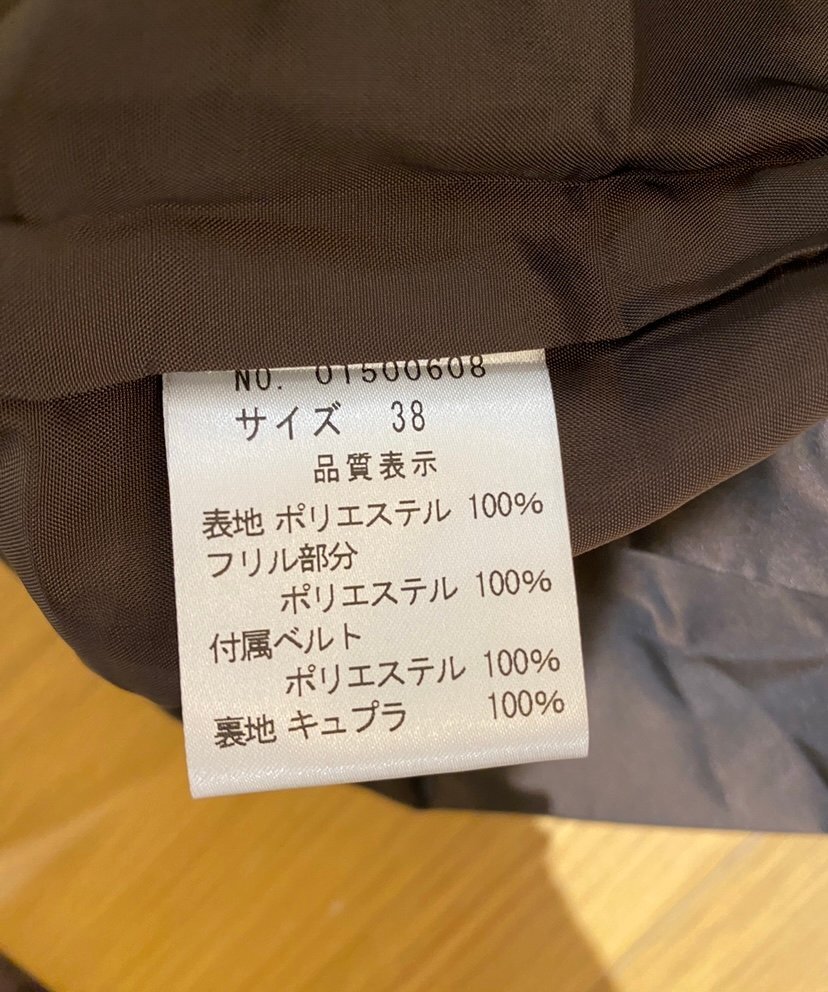 NO. 01500608
サイズ 38
品質表示
表地 ポリエステル 100%
フリル部分
ポリエステル 100%
付属ベルト
ポリエステル 100%
裏地 キュプラ 100%